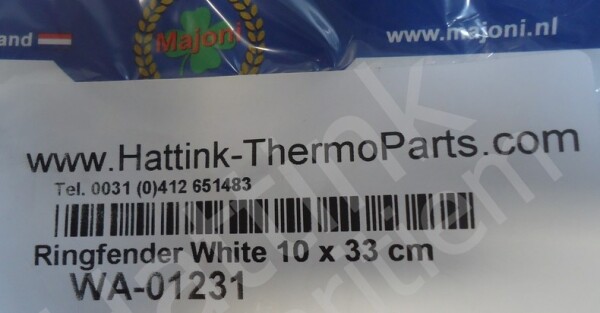 and
Majoni
www.majoni.nl
www.Hattink-ThermoParts.com
Tel. 0031 (0)412 651483
Ringfender White 10 x 33 cm
WA-01231